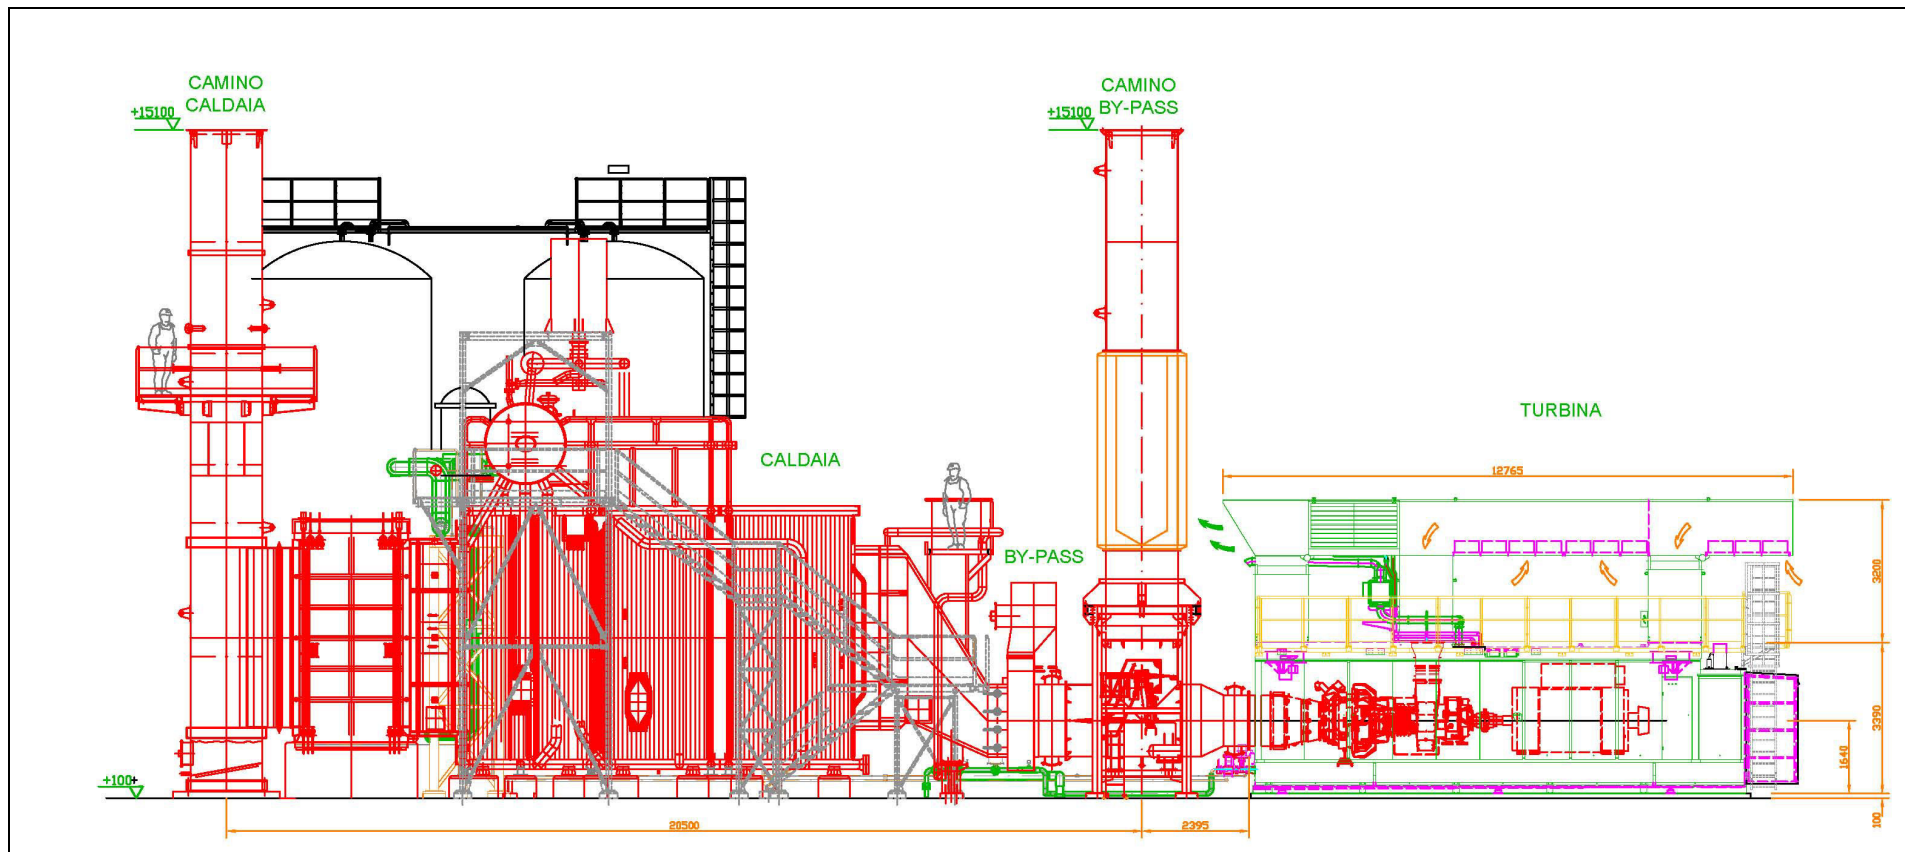 CAMINO
CALDAIA
+15100
CAMINO
BY-PASS
+15100
TURBINA
CALDAIA
12765
BY-PASS
3200
3390
1640
+100+
100
20500
2395